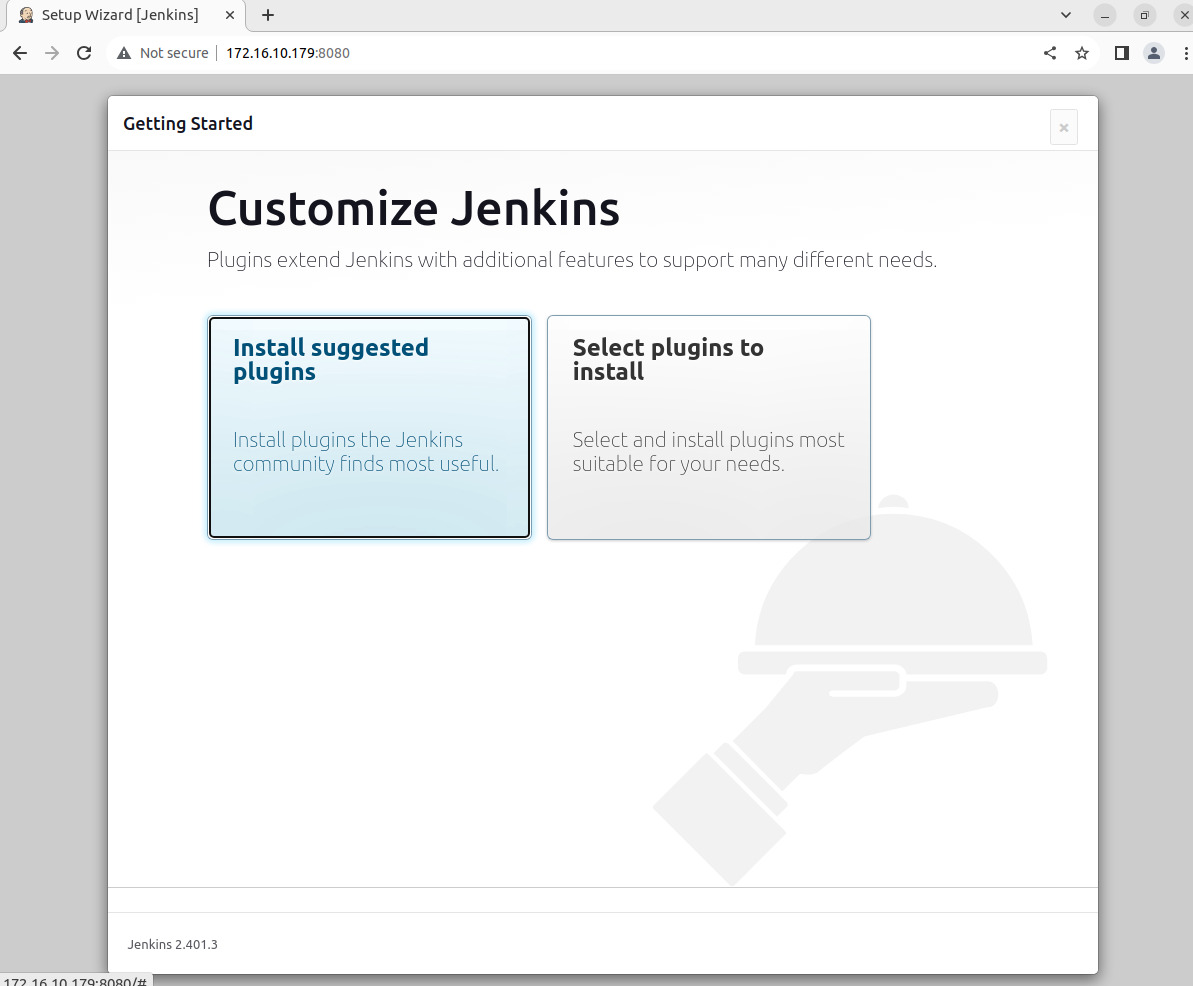 Setup Wizard [Jenkins]
Not secure 172.16.10.179:8080
Getting Started
Customize Jenkins
Plugins extend Jenkins with additional features to support many different needs.
Install suggested
plugins
Install plugins the Jenkins
community finds most useful.
Select plugins to
install
Select and install plugins most
suitable for your needs.
Jenkins 2.401.3
172.16.10.179:8080/#